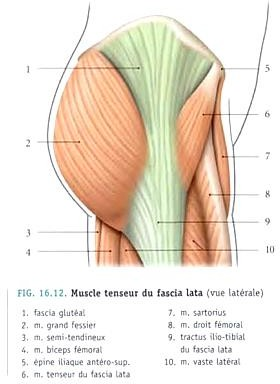 1
2
3
4
5
6
7
8
9
10
FIG. 16.12. Muscle tenseur du fascia lata (vue latérale)
1. fascia glutéal
2. m. grand fessier
3. m. semi-tendineux
4. m. biceps fémoral
5. épine iliaque antéro-sup.
6. m. tenseur du fascia lata
7. m. sartorius
8. m. droit fémoral
9. tractus ilio-tibial
du fascia lata
10. m. vaste latéral